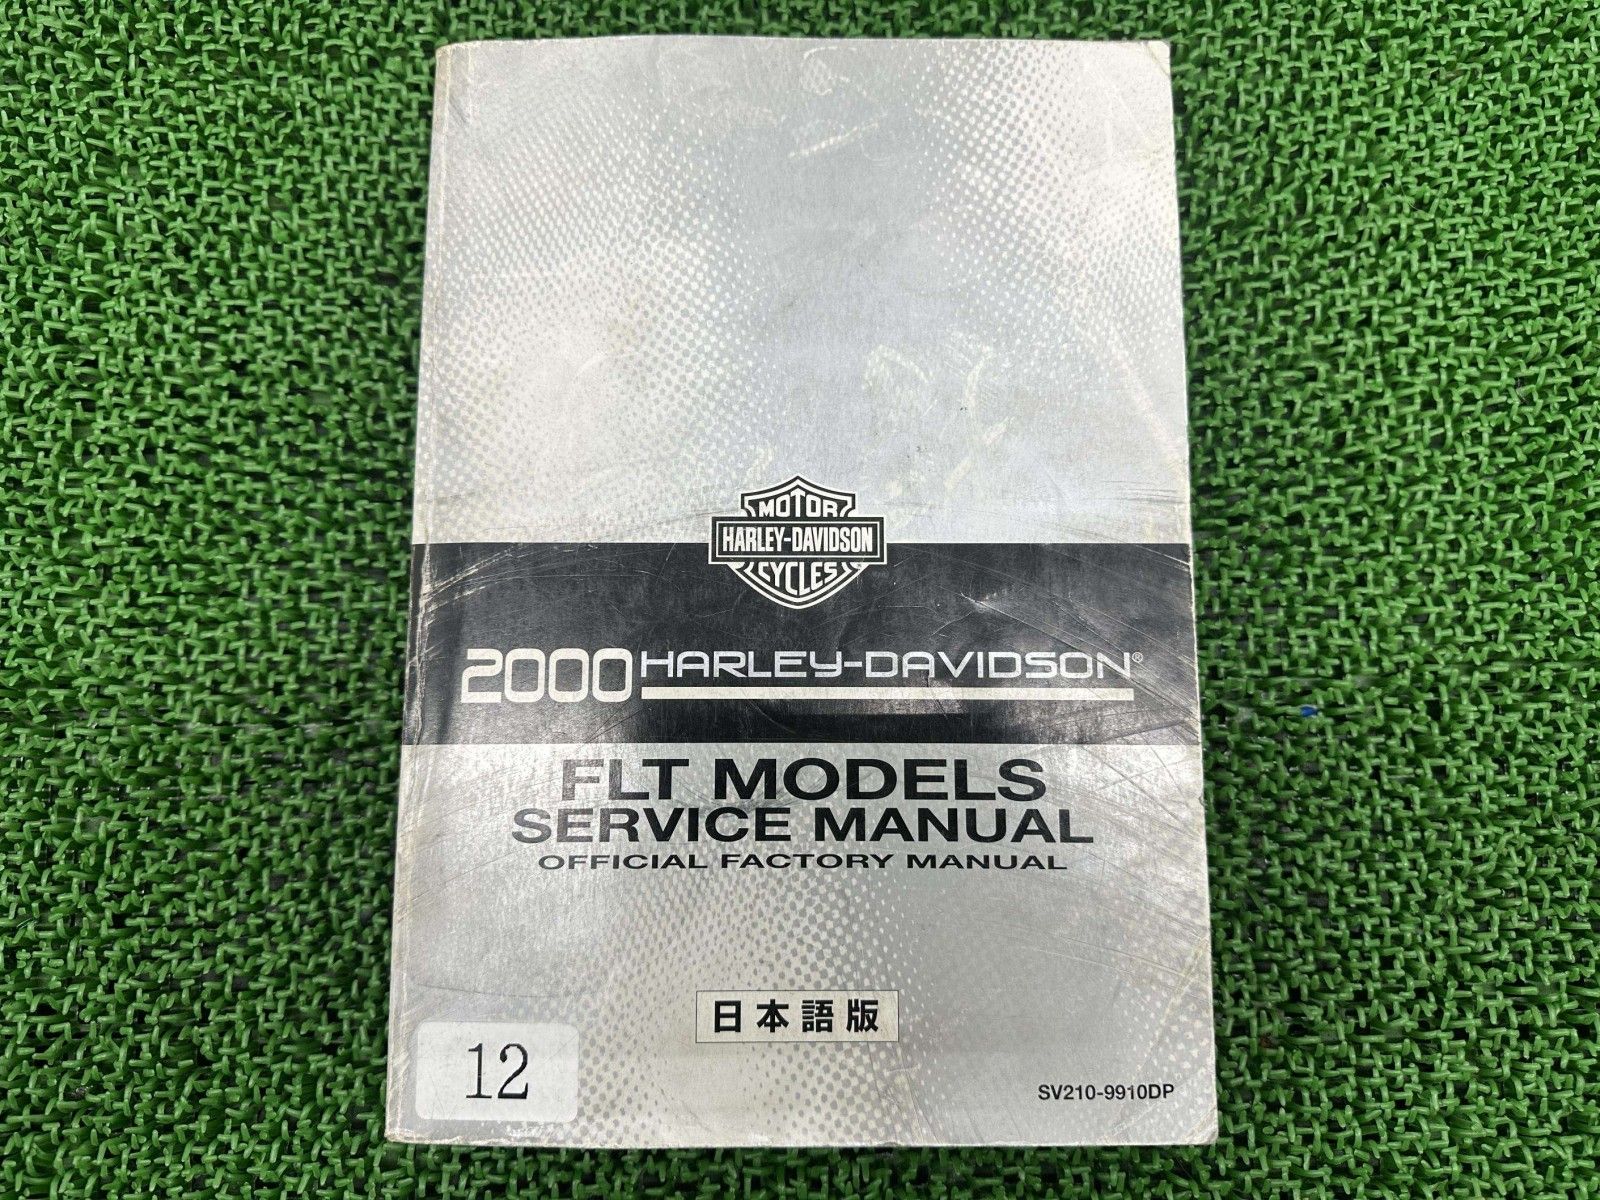 MOTOR
HARLEY-DAVIDSON
CYCLES
2000 HARLEY-DAVIDSON®
FLT MODELS
SERVICE MANUAL
OFFICIAL FACTORY MANUAL
日本語版
12
SV210-9910DP